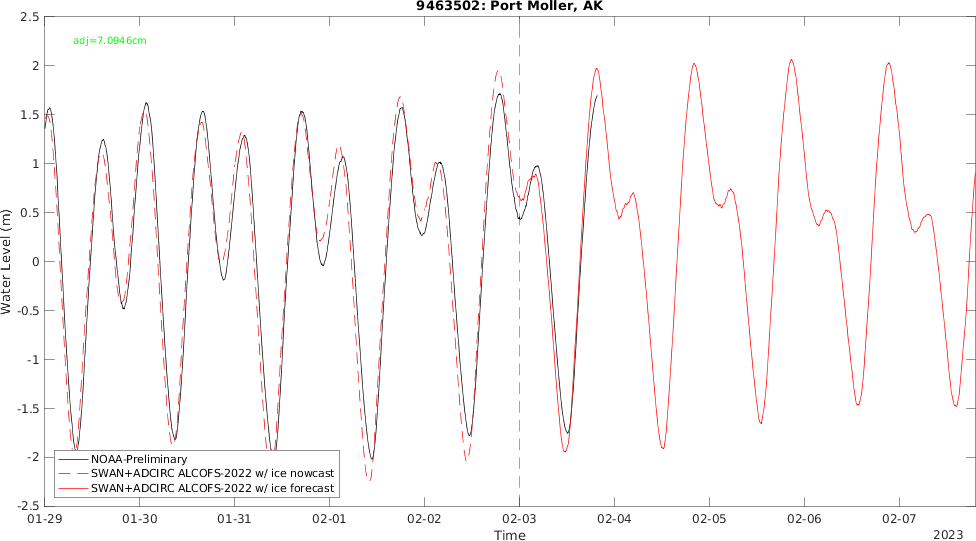 9463502: Port Moller, AK
adj=7.0946cm
2.5
2
1.5
1
0.5
0
-0.5
-1
-1.5
-2
-2.5
Water Level (m)
NOAA-Preliminary
SWAN+ADCIRC ALCOFS-2022 w/ ice nowcast
SWAN+ADCIRC ALCOFS-2022 w/ ice forecast
01-29 01-30 01-31 02-01 02-02 02-03 02-04 02-05 02-06 02-07
Time
2023